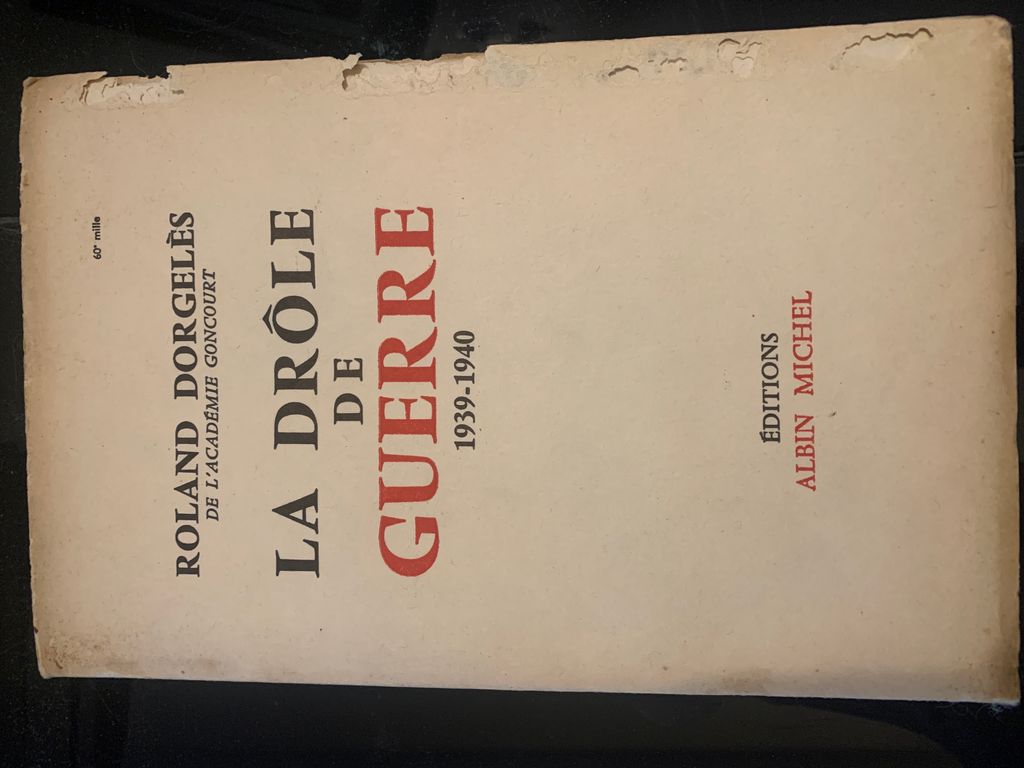 60e mille
ROLAND DORGELÈS
DE L'ACADÉMIE GONCOURT
LA DRÔLE
DE
GUERRE
1939-1940
ÉDITIONS
ALBIN MICHEL